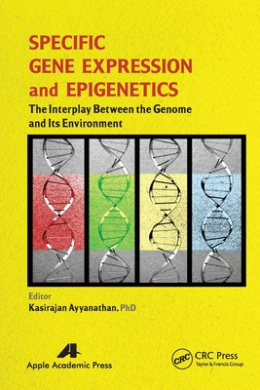 SPECIFIC
GENE EXPRESSION
and EPIGENETICS
The Interplay Between the Genome
and Its Environment
Editor
Kasirajan Ayyanathan, PhD
Apple Academic Press
CRC
CRC Press
Taylor & Francis Group